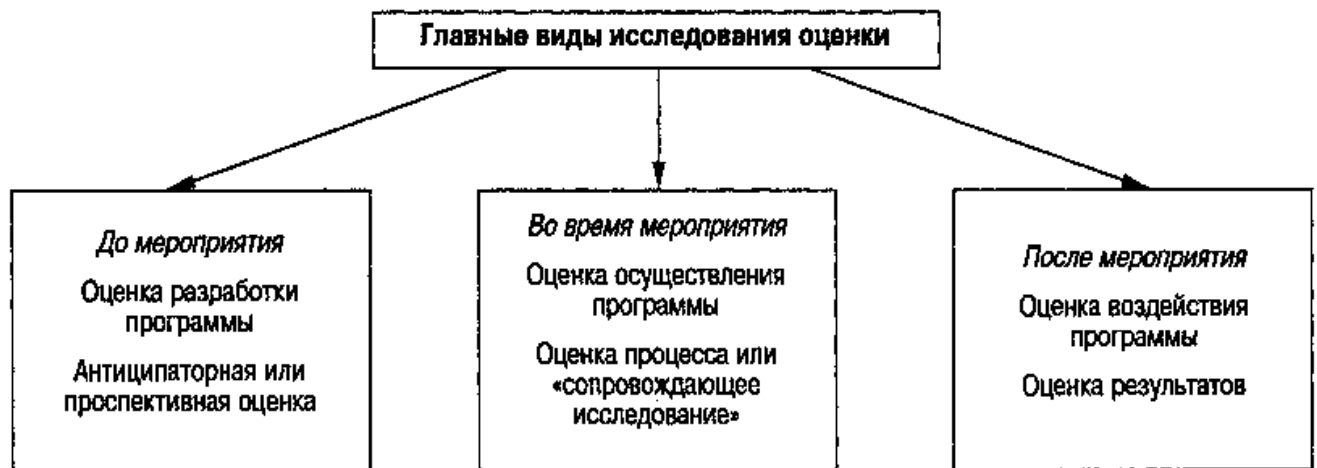 Главные виды исследования оценки
До мероприятия
Оценка разработки
программы
Антиципаторная или
проспективная оценка
Во время мероприятия
Оценка осуществления
программы
Оценка процесса или
«сопровождающее
исследование»
После мероприятия
Оценка воздействия
программы
Оценка результатов